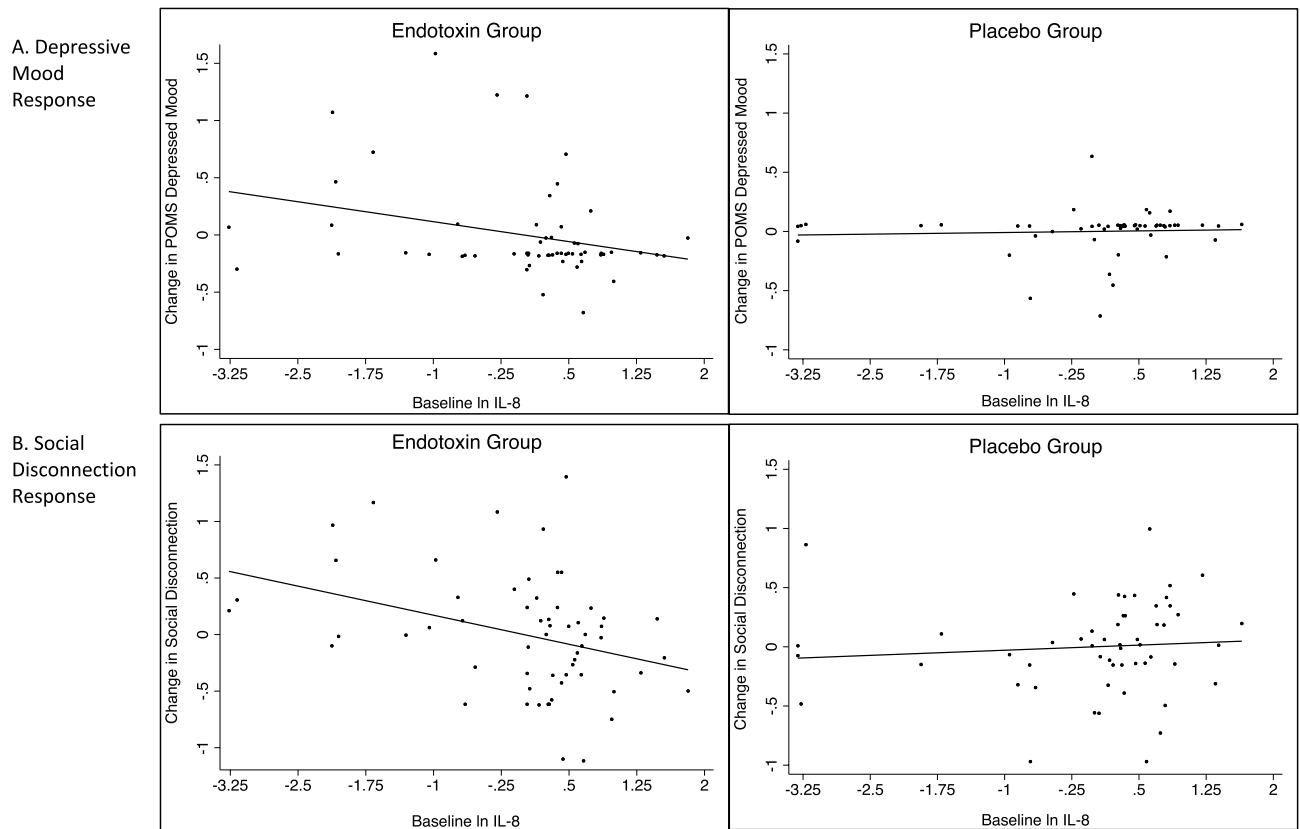 A. Depressive
Mood
Response
Endotoxin Group
Change in POMS Depressed Mood
1.5
1
.5
0
-.5
-1
-3.25 -2.5 -1.75 -1 -.25 .5 1.25 2
Baseline ln IL-8
Placebo Group
Change in POMS Depressed Mood
1.5
1
.5
0
-.5
-1
-3.25 -2.5 -1.75 -1 -.25 .5 1.25 2
Baseline ln IL-8
B. Social
Disconnection
Response
Endotoxin Group
Change in Social Disconnection
1.5
1
.5
0
-.5
-1
-3.25 -2.5 -1.75 -1 -.25 .5 1.25 2
Baseline ln IL-8
Placebo Group
Change in Social Disconnection
1.5
1
.5
0
-.5
-1
-3.25 -2.5 -1.75 -1 -.25 .5 1.25 2
Baseline ln IL-8